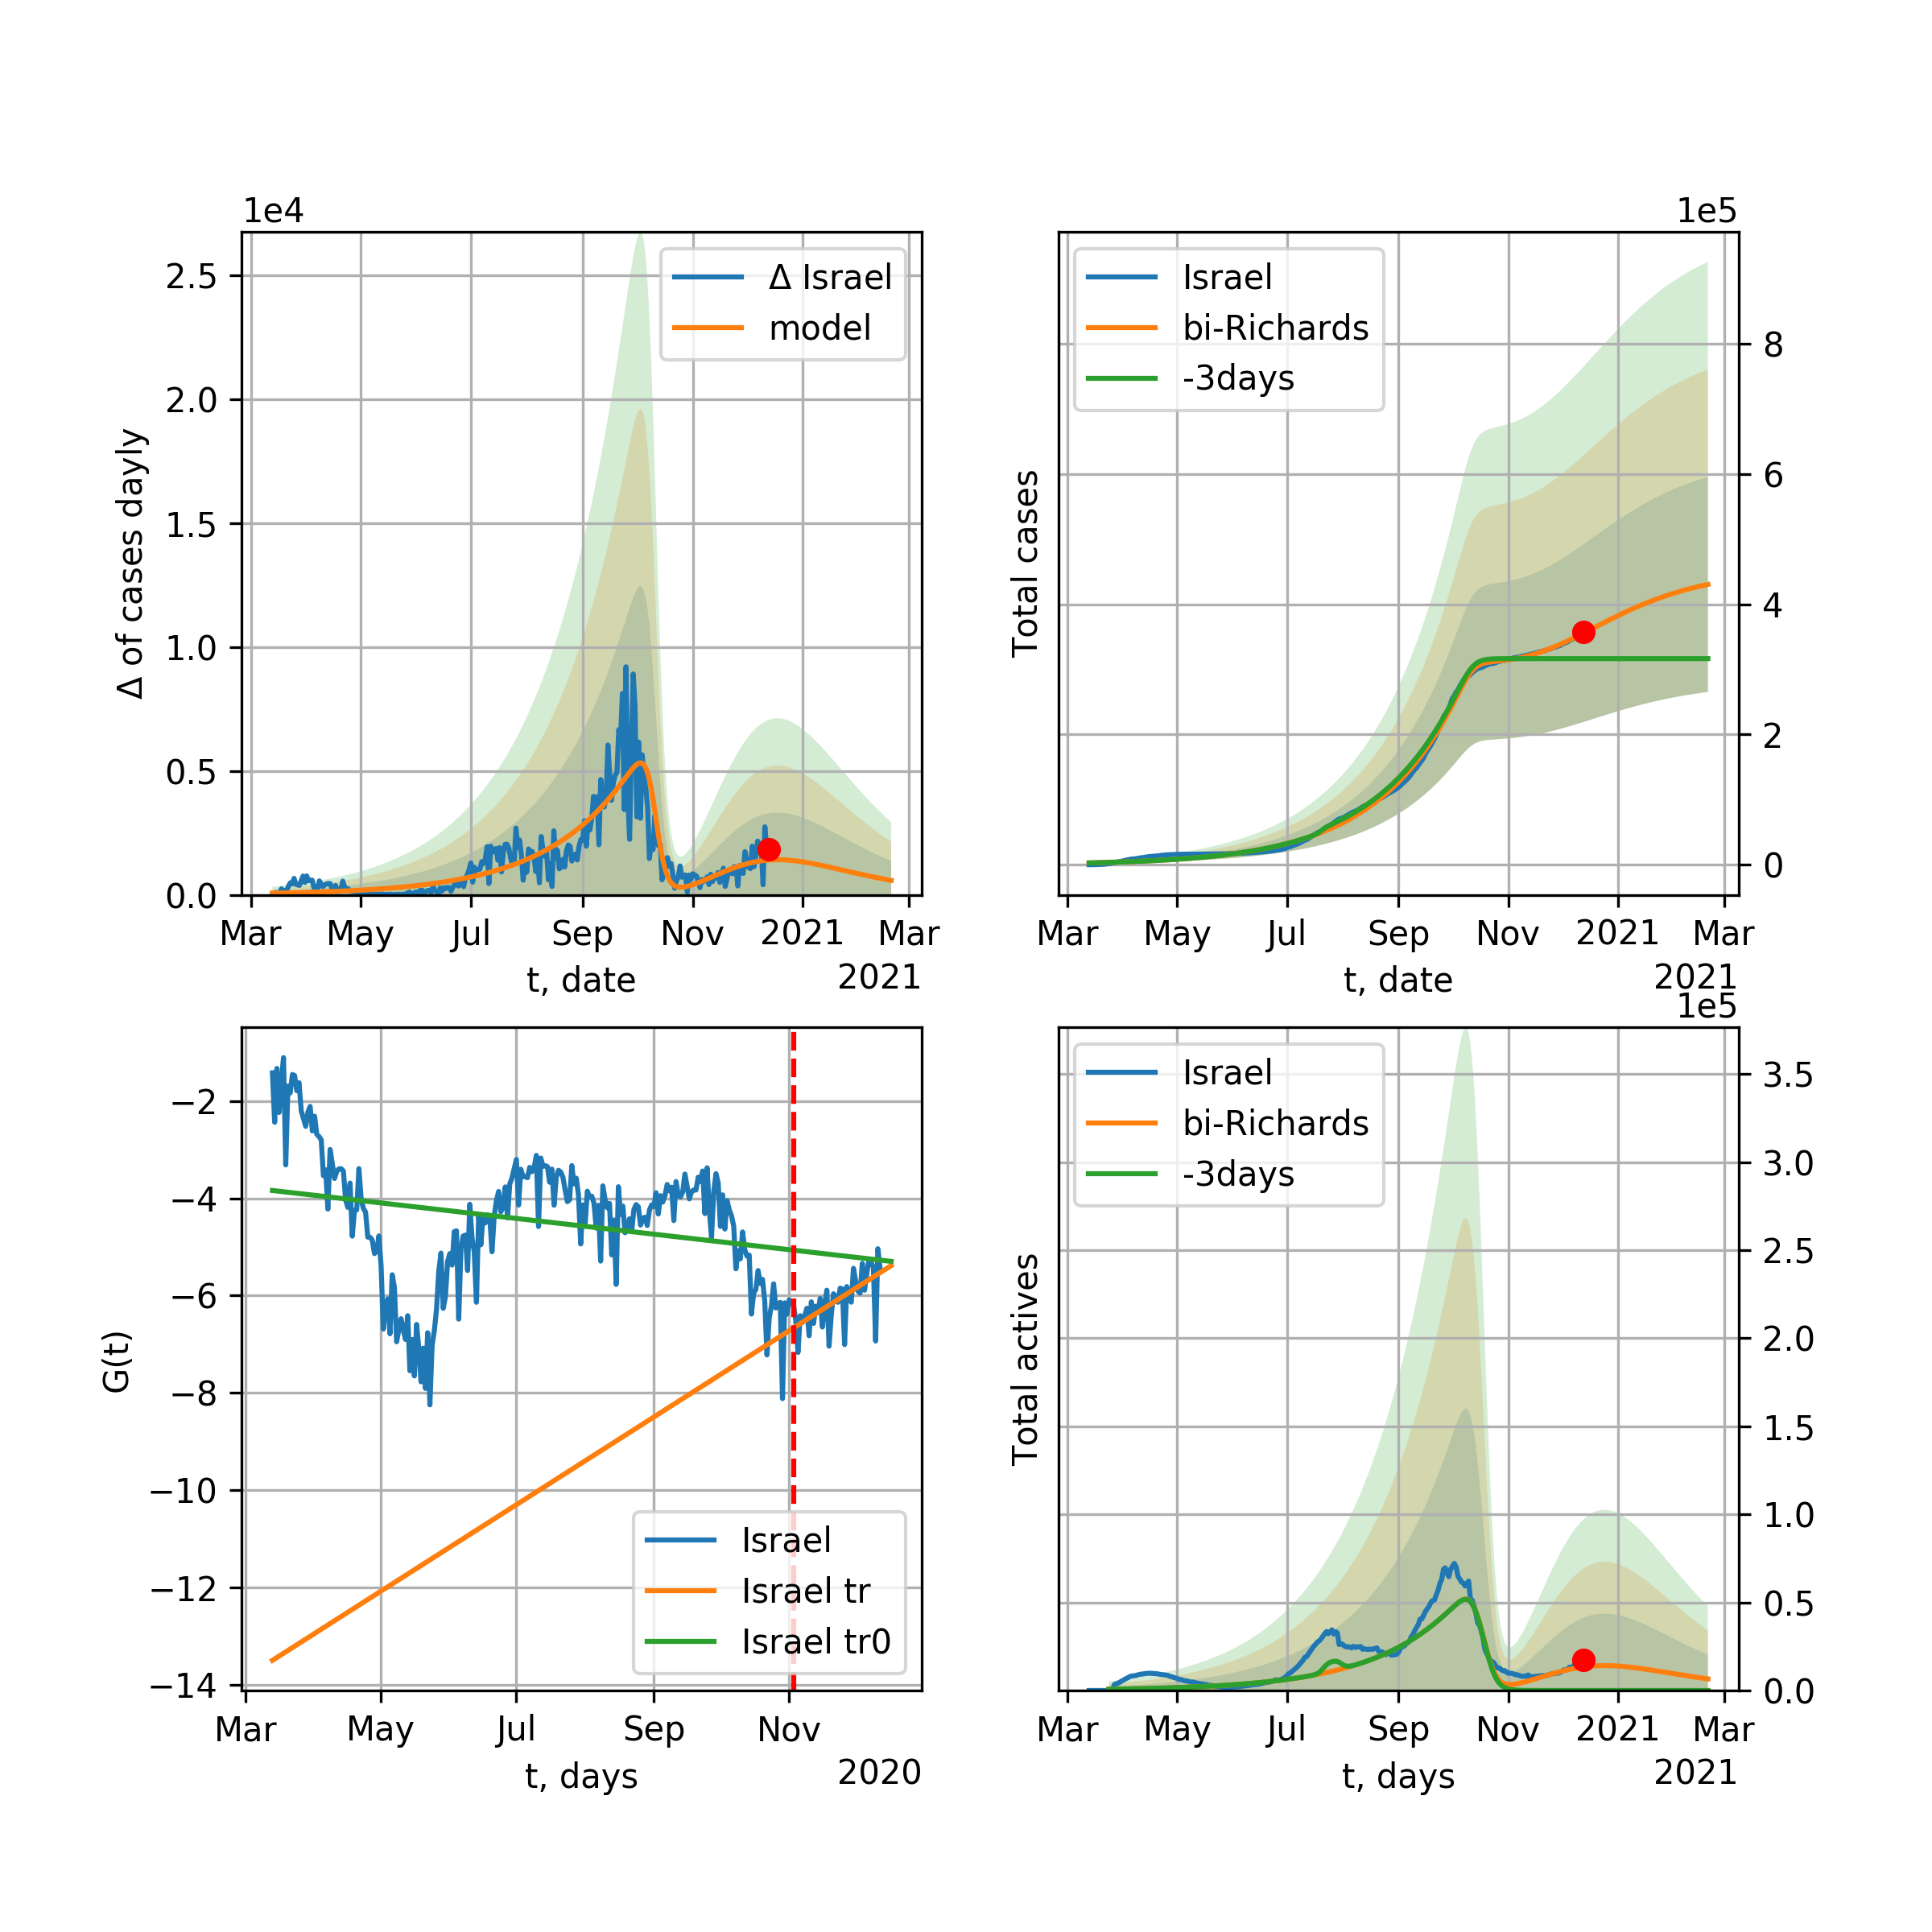 1e4
2.5
2.0
1.5
1.0
0.5
0.0
Δ of cases dayly
Δ Israel
model
Mar May Jul Sep Nov 2021 Mar
t, date
2021
1e5
Israel
bi-Richards
-3days
8
6
4
2
0
Total cases
Mar May Jul Sep Nov 2021 Mar
t, date
2021
−2
−4
−6
−8
−10
−12
−14
G(t)
Israel
Israel tr
Israel tr0
Mar May Jul Sep Nov
t, days
2020
1e5
Israel
bi-Richards
-3days
3.5
3.0
2.5
2.0
1.5
1.0
0.5
0.0
Total actives
Mar May Jul Sep Nov 2021 Mar
t, days
2021